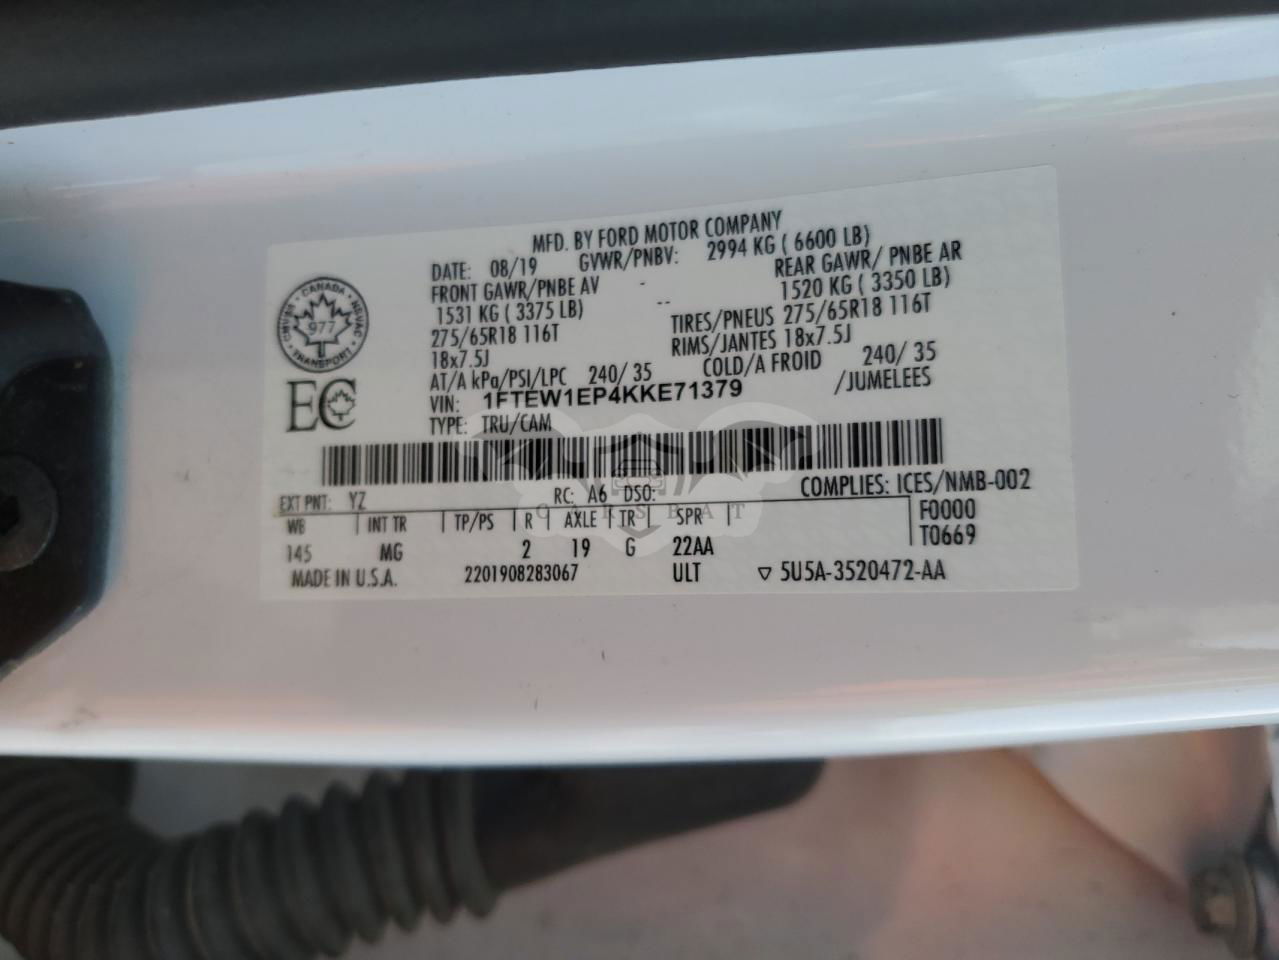 MFD. BY FORD MOTOR COMPANY
DATE: 08/19 GVWR/PNBV: 2994 KG ( 6600 LB)
FRONT GAWR/PNBE AV - REAR GAWR/ PNBE AR
1531 KG ( 3375 LB) -- 1520 KG ( 3350 LB)
275/65R18 116T TIRES/PNEUS 275/65R18 116T
18x7.5J RIMS/JANTES 18x7.5J
AT/A kPa/PSI/LPC 240/ 35 COLD/A FROID 240/ 35
VIN: 1FTEW1EP4KKE71379 /JUMELEES
TYPE: TRU/CAM
CANADA
CMVSS NSVAC
977
TRANSPORT
EC
EXT PNT: YZ RC: A6 DSO: COMPLIES: ICES/NMB-002
WB INT TR TP/PS R AXLE TR SPR F0000
145 MG 2 19 G 22AA T0669
MADE IN U.S.A. 2201908283067 ULT ▽ 5U5A-3520472-AA
CARSEAT